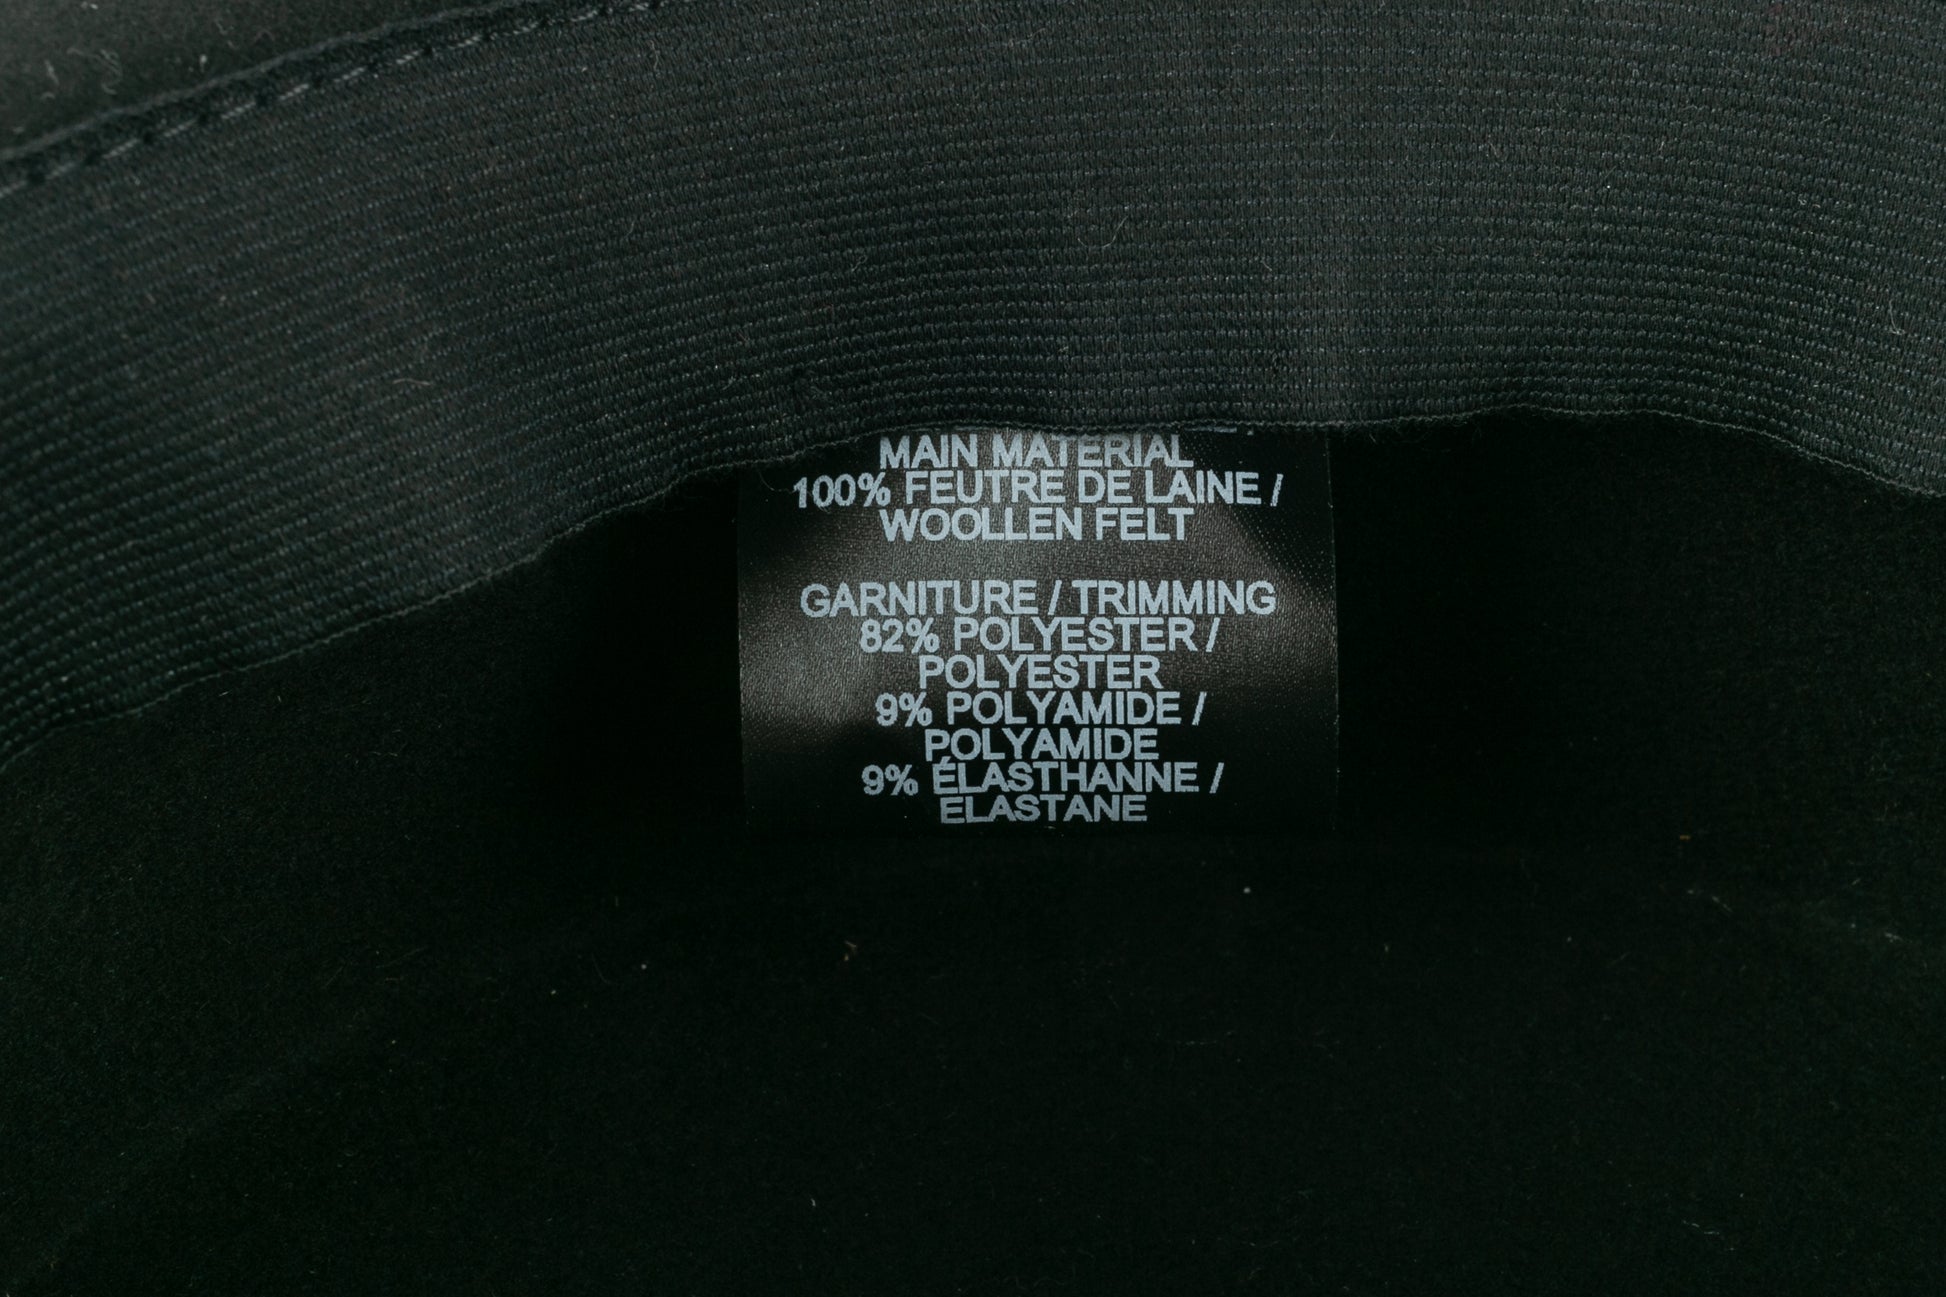 MAIN MATERIAL
100% FEUTRE DE LAINE /
WOOLLEN FELT
GARNITURE / TRIMMING
82% POLYESTER /
POLYESTER
9% POLYAMIDE /
POLYAMIDE
9% ÉLASTHANNE /
ELASTANE